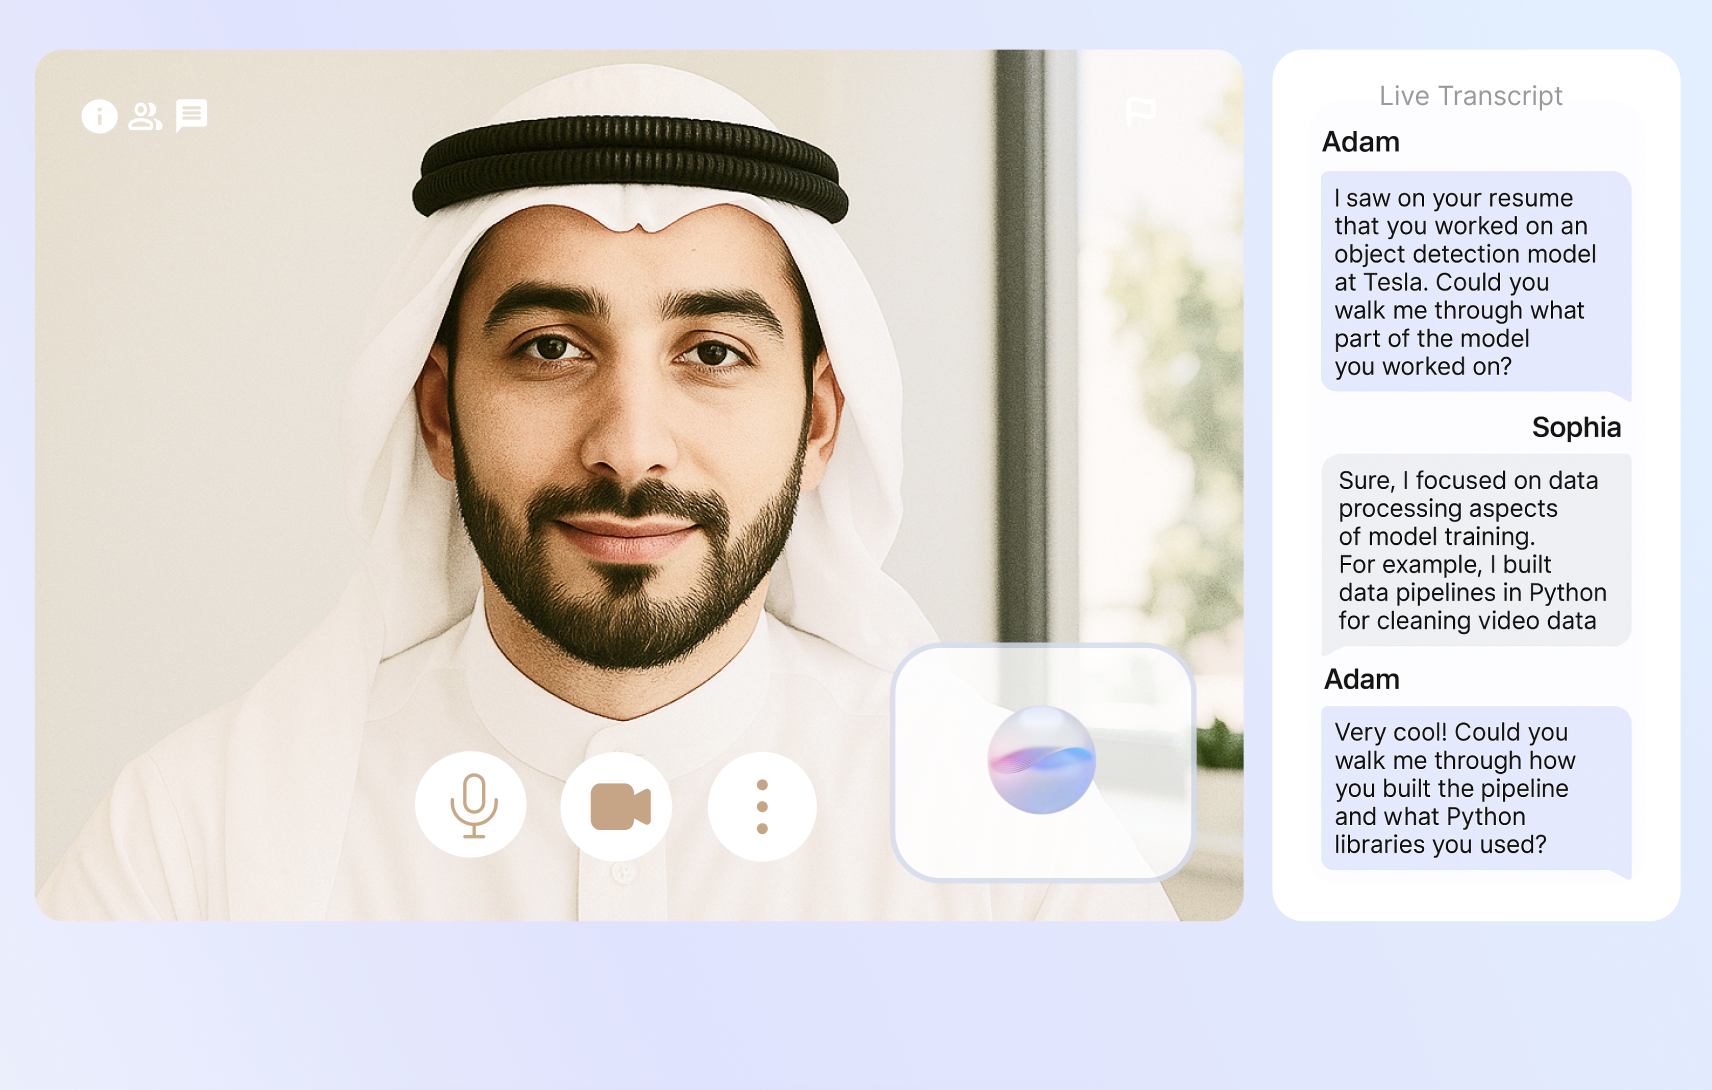 Live Transcript
Adam
I saw on your resume
that you worked on an
object detection model
at Tesla. Could you
walk me through what
part of the model
you worked on?
Sophia
Sure, I focused on data
processing aspects
of model training.
For example, I built
data pipelines in Python
for cleaning video data
Adam
Very cool! Could you
walk me through how
you built the pipeline
and what Python
libraries you used?